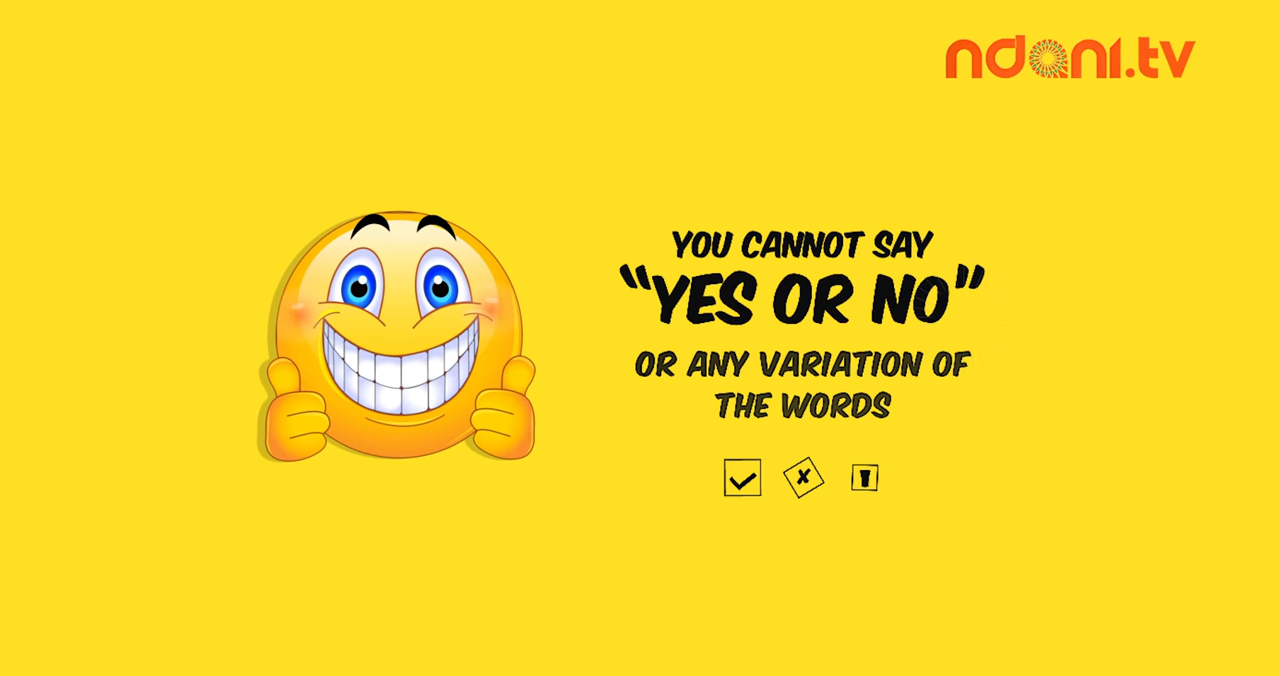 ndani.tv
YOU CANNOT SAY
"YES OR NO"
OR ANY VARIATION OF
THE WORDS